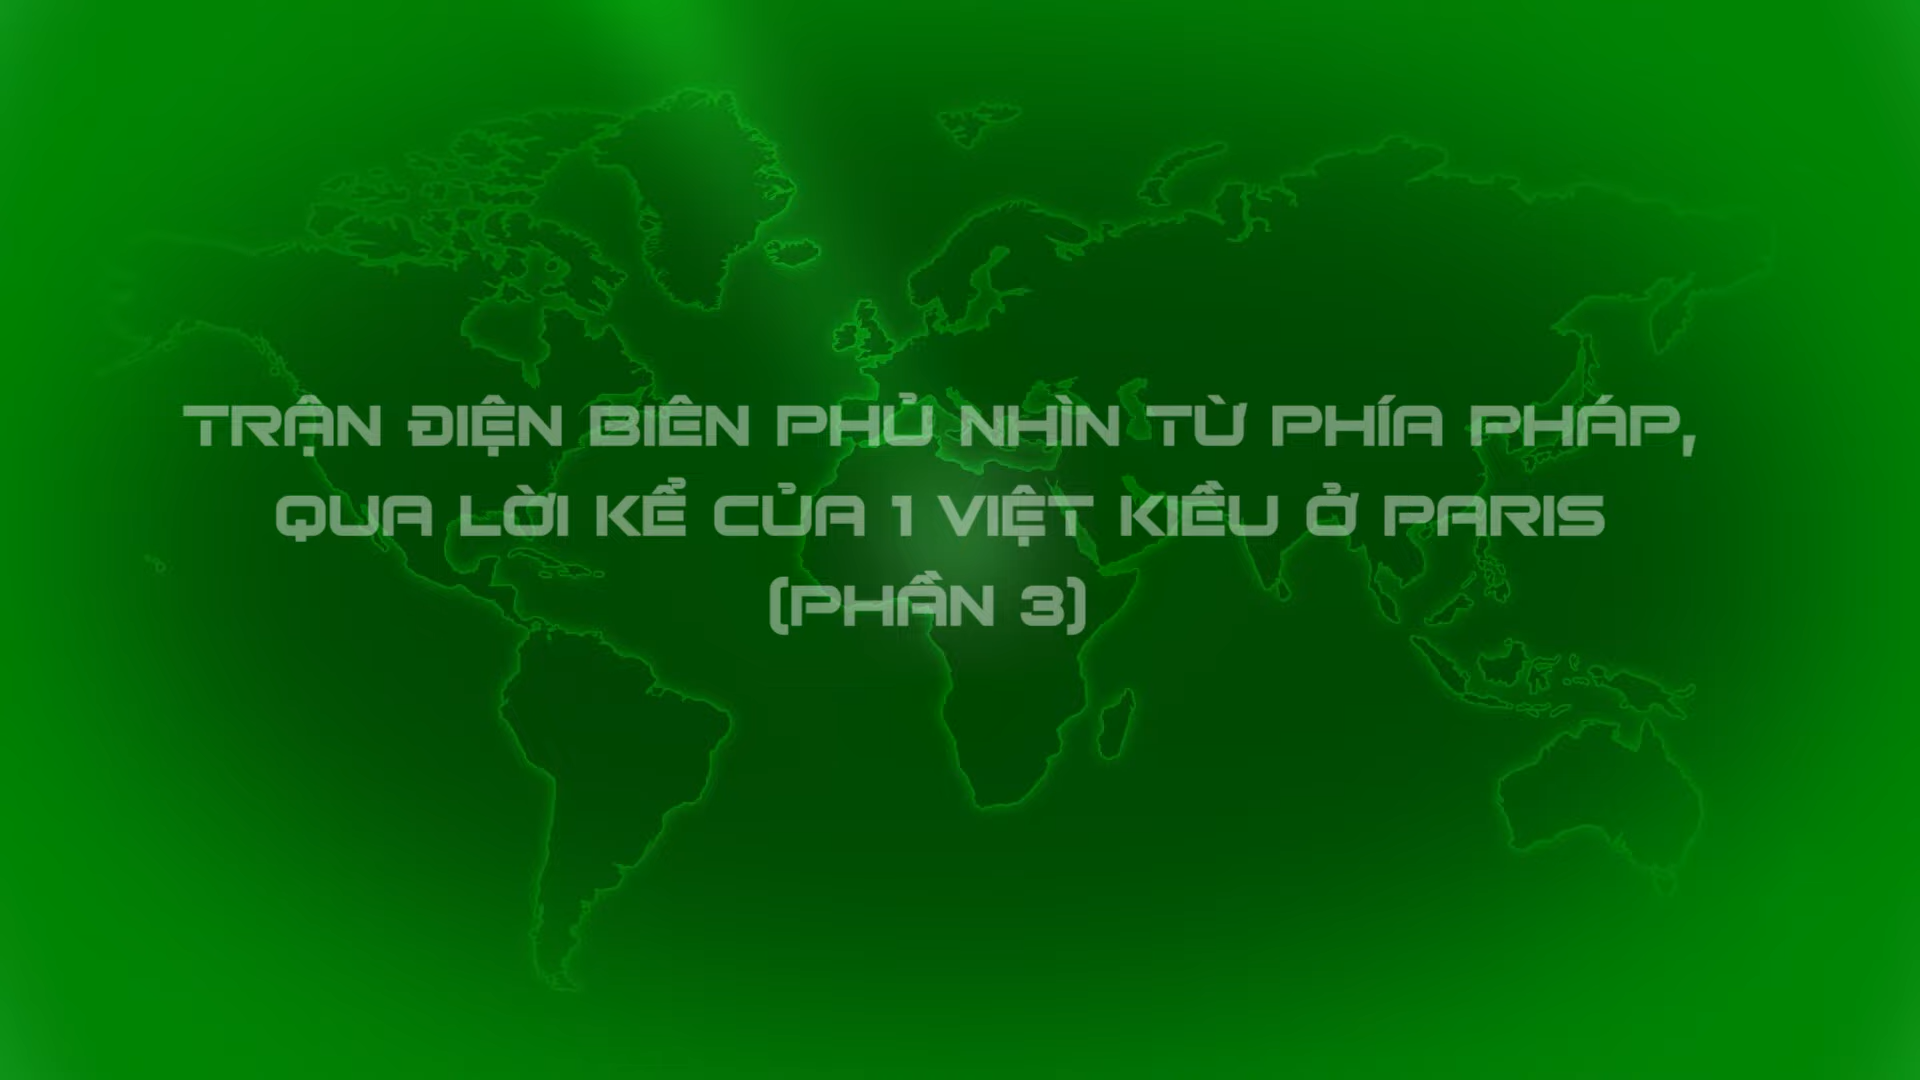 TRẬN ĐIỆN BIÊN PHỦ NHÌN TỪ PHÍA PHÁP,
QUA LỜI KỂ CỦA 1 VIỆT KIỀU Ở PARIS
(PHẦN 3)